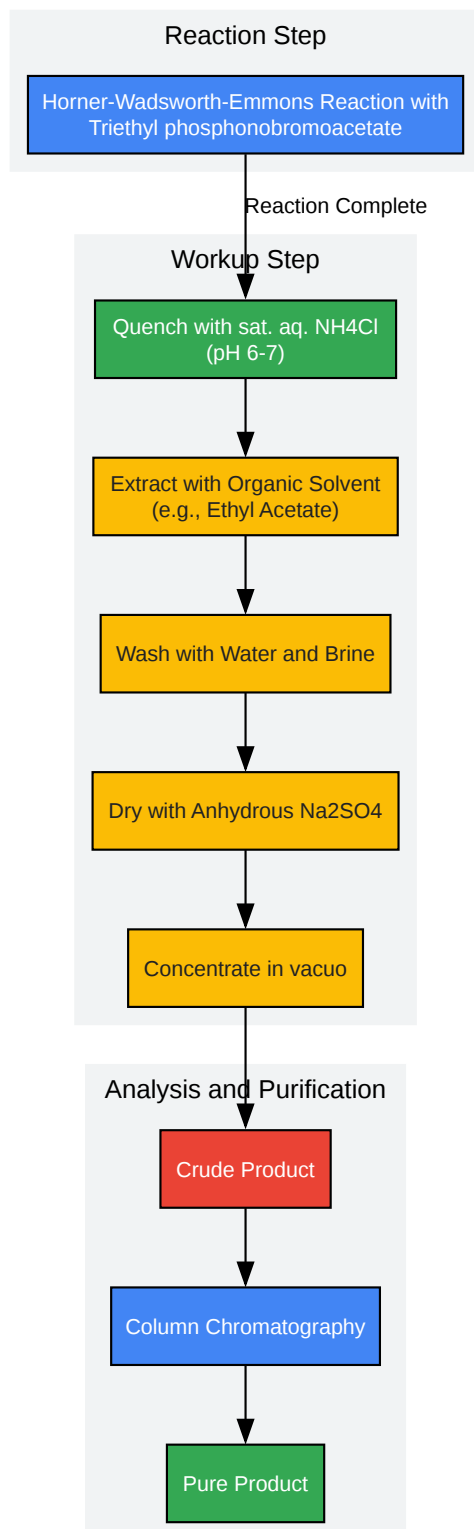 Reaction Step
Horner-Wadsworth-Emmons Reaction with
Triethyl phosphonobromoacetate
Reaction Complete
Workup Step
Quench with sat. aq. NH4Cl
(pH 6-7)
Extract with Organic Solvent
(e.g., Ethyl Acetate)
Wash with Water and Brine
Dry with Anhydrous Na2SO4
Concentrate in vacuo
Analysis and Purification
Crude Product
Column Chromatography
Pure Product